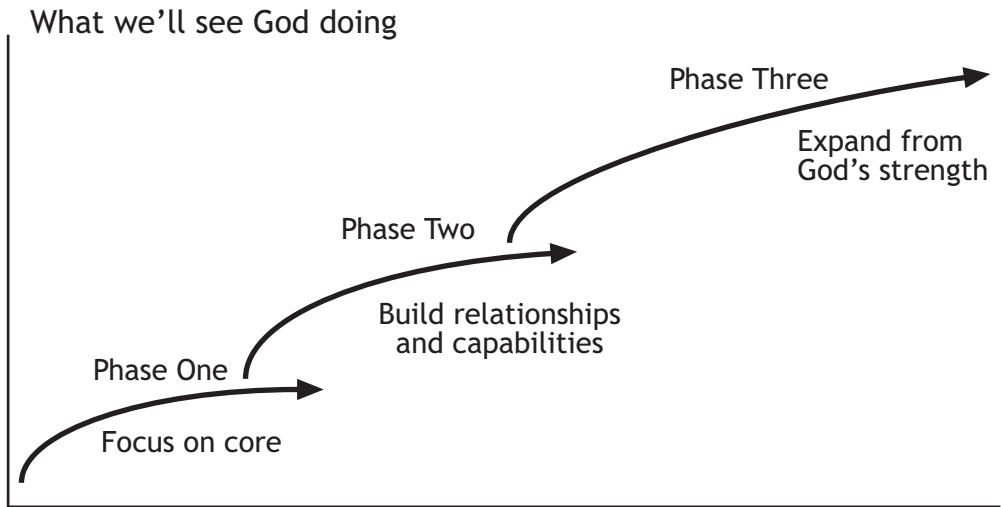 What we’ll see God doing
Phase Three
Expand from
God’s strength
Phase Two
Build relationships
and capabilities
Phase One
Focus on core